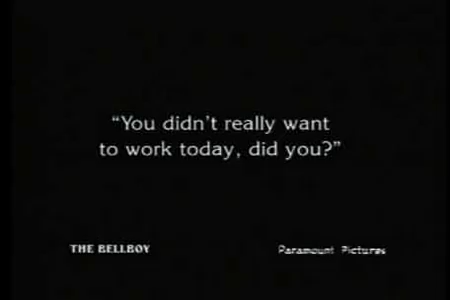 “You didn't really want
to work today, did you?”
THE BELLBOY
Paramount Pictures